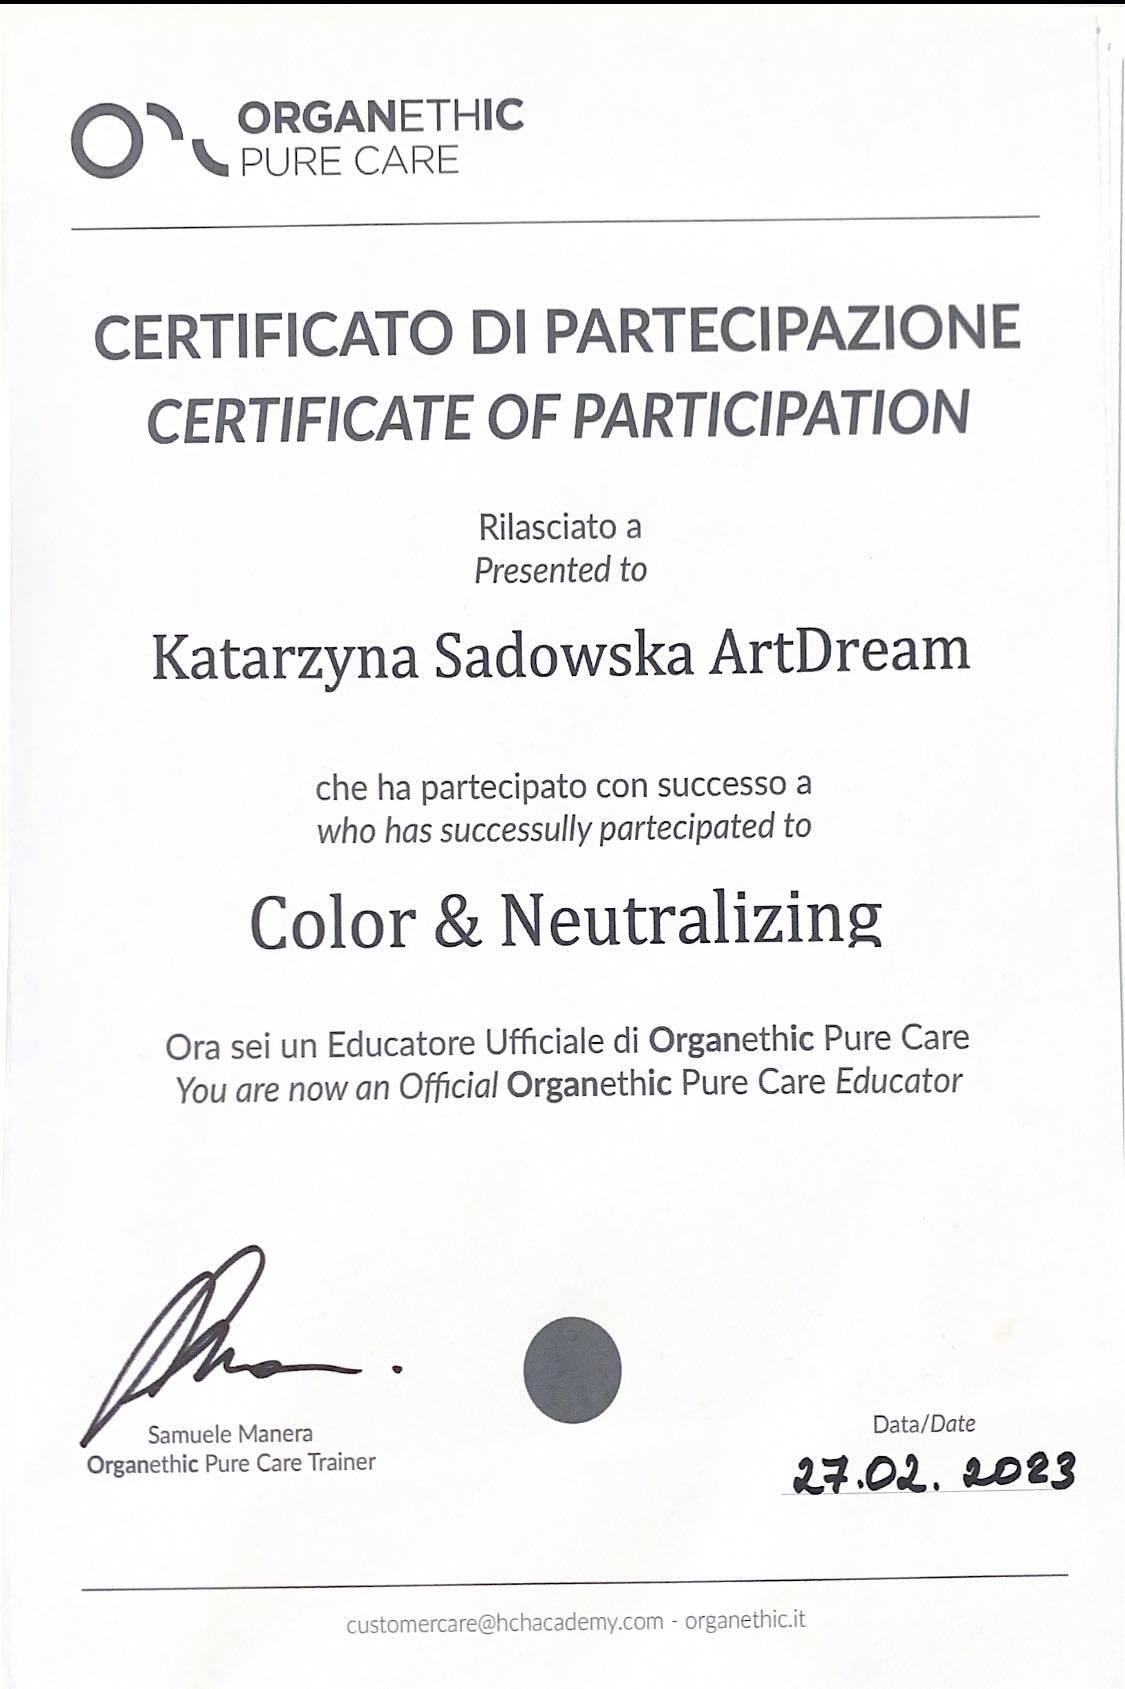 ORGANETHIC
PURE CARE
CERTIFICATO DI PARTECIPAZIONE
CERTIFICATE OF PARTICIPATION
Rilasciato a
Presented to
Katarzyna Sadowska ArtDream
che ha partecipato con successo a
who has successully partecipated to
Color & Neutralizing
Ora sei un Educatore Ufficiale di Organethic Pure Care
You are now an Official Organethic Pure Care Educator
Samuele Manera
Organethic Pure Care Trainer
Data/Date
27.02. 2023
customercare@hchacademy.com - organethic.it